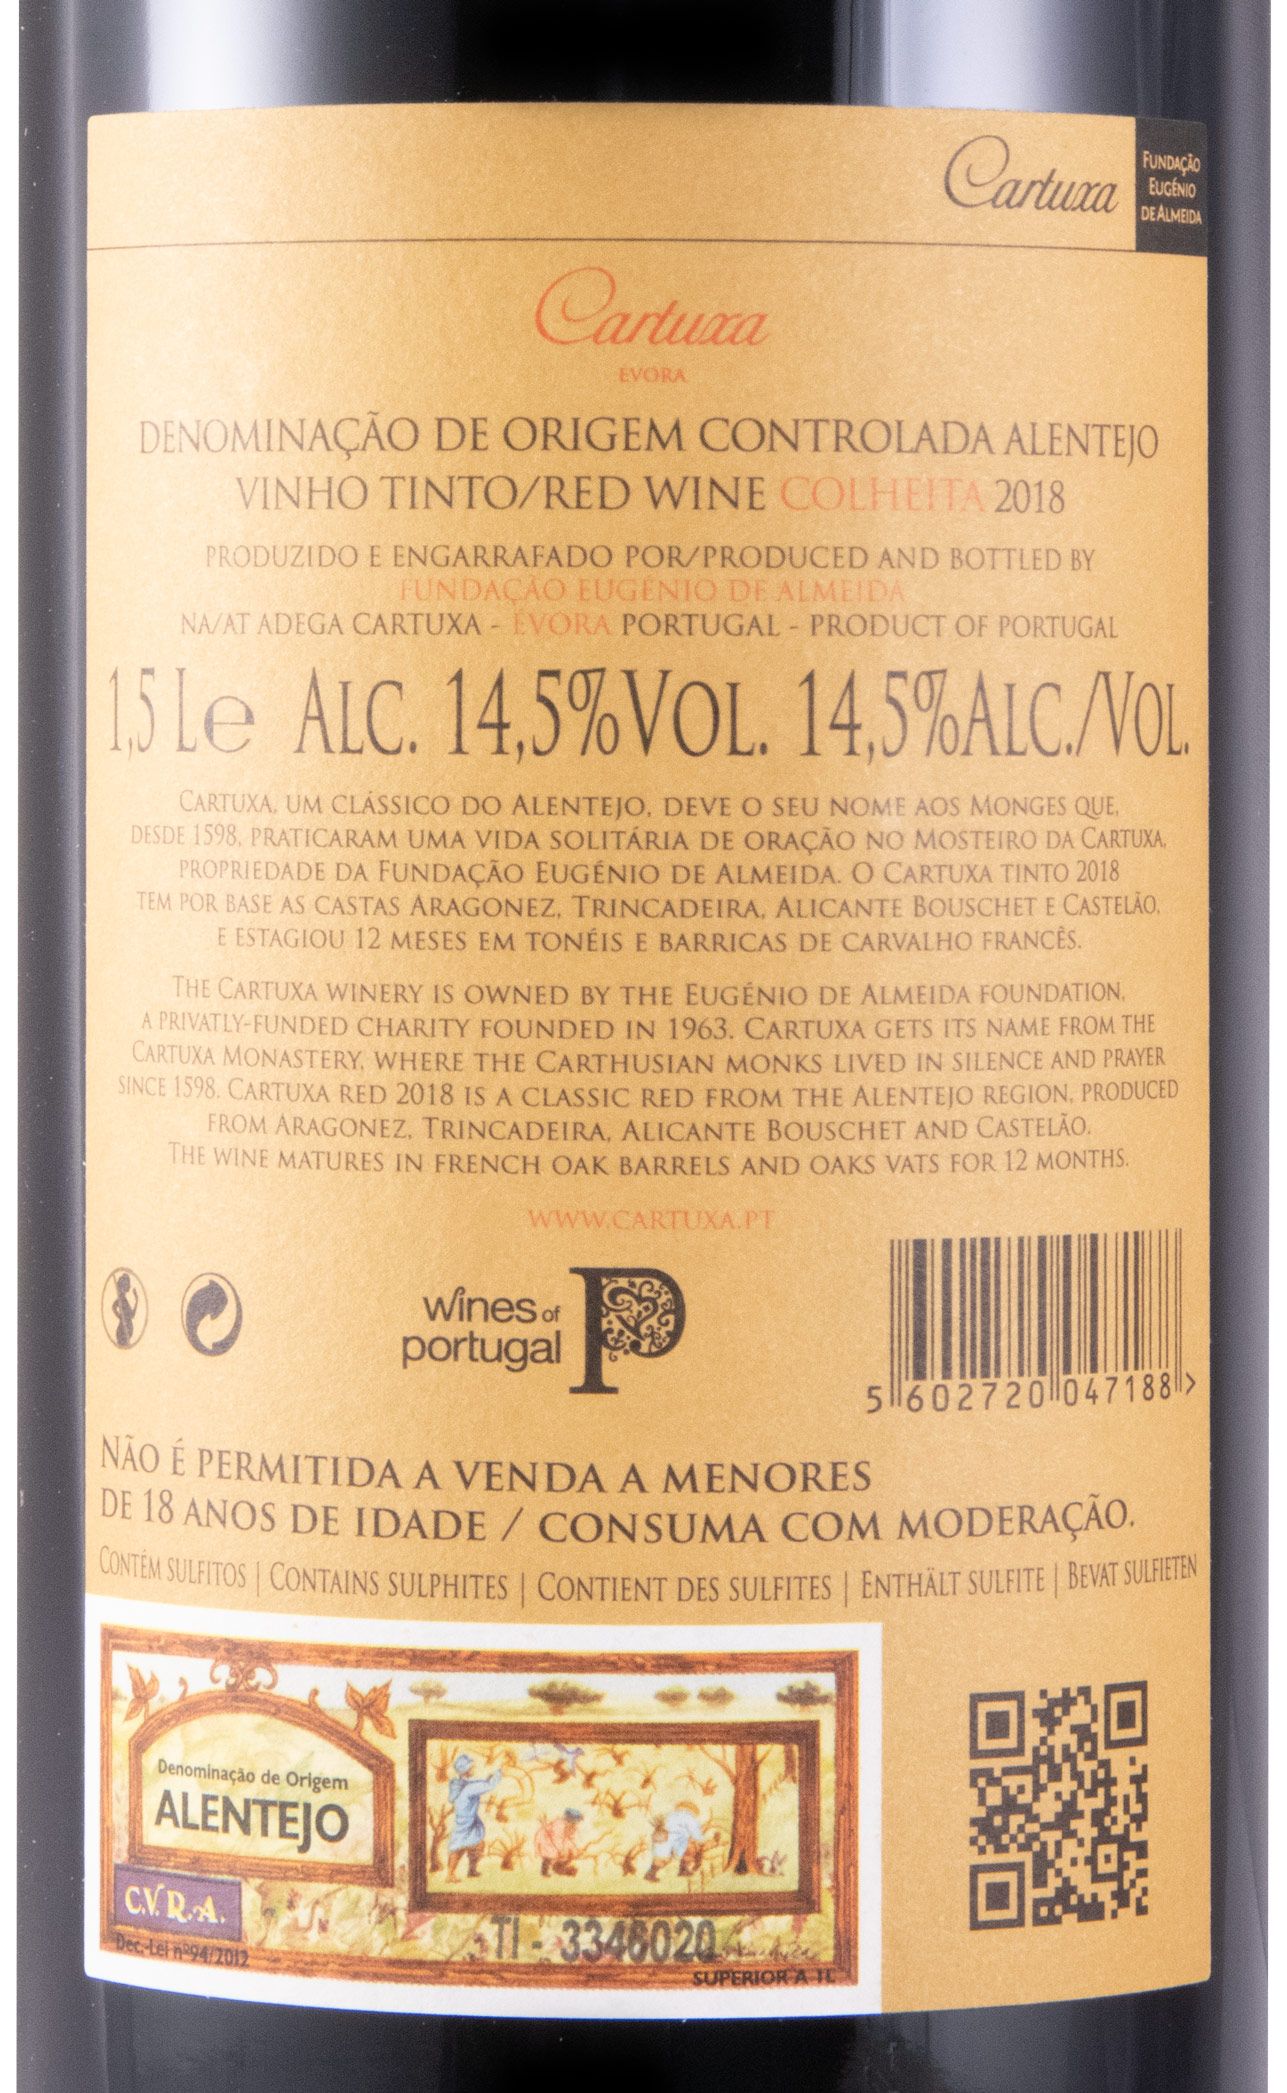 Cartuxa
FUNDAÇÃO
EUGÉNIO
DE ALMEIDA
Cartuxa
EVORA
DENOMINAÇÃO DE ORIGEM CONTROLADA ALENTEJO
VINHO TINTO/RED WINE COLHEITA 2018
PRODUZIDO E ENGARRAFADO POR/PRODUCED AND BOTTLED BY
FUNDAÇÃO EUGÉNIO DE ALMEIDA
NA/AT ADEGA CARTUXA - ÉVORA PORTUGAL - PRODUCT OF PORTUGAL
1,5 Le ALC. 14,5%VOL. 14,5%ALC./VOL.
CARTUXA, UM CLÁSSICO DO ALENTEJO, DEVE O SEU NOME AOS MONGES QUE,
DESDE 1598, PRATICARAM UMA VIDA SOLITÁRIA DE ORAÇÃO NO MOSTEIRO DA CARTUXA,
PROPRIEDADE DA FUNDAÇÃO EUGÉNIO DE ALMEIDA. O CARTUXA TINTO 2018
TEM POR BASE AS CASTAS ARAGONEZ, TRINCADEIRA, ALICANTE BOUSCHET E CASTELÃO,
E ESTAGIOU 12 MESES EM TONÉIS E BARRICAS DE CARVALHO FRANCÊS.
THE CARTUXA WINERY IS OWNED BY THE EUGÉNIO DE ALMEIDA FOUNDATION,
A PRIVATLY-FUNDED CHARITY FOUNDED IN 1963. CARTUXA GETS ITS NAME FROM THE
CARTUXA MONASTERY, WHERE THE CARTHUSIAN MONKS LIVED IN SILENCE AND PRAYER
SINCE 1598. CARTUXA RED 2018 IS A CLASSIC RED FROM THE ALENTEJO REGION, PRODUCED
FROM ARAGONEZ, TRINCADEIRA, ALICANTE BOUSCHET AND CASTELÃO.
THE WINE MATURES IN FRENCH OAK BARRELS AND OAKS VATS FOR 12 MONTHS.
WWW.CARTUXA.PT
wines of
portugal
5 602720 047188 >
NÃO É PERMITIDA A VENDA A MENORES
DE 18 ANOS DE IDADE / CONSUMA COM MODERAÇÃO.
CONTÉM SULFITOS | CONTAINS SULPHITES | CONTIENT DES SULFITES | ENTHÄLT SULFITE | BEVAT SULFIETEN
Denominação de Origem
ALENTEJO
C.V.R.A.
Dec.-Lei nº94/2012
TI - 3346020
SUPERIOR A 1L